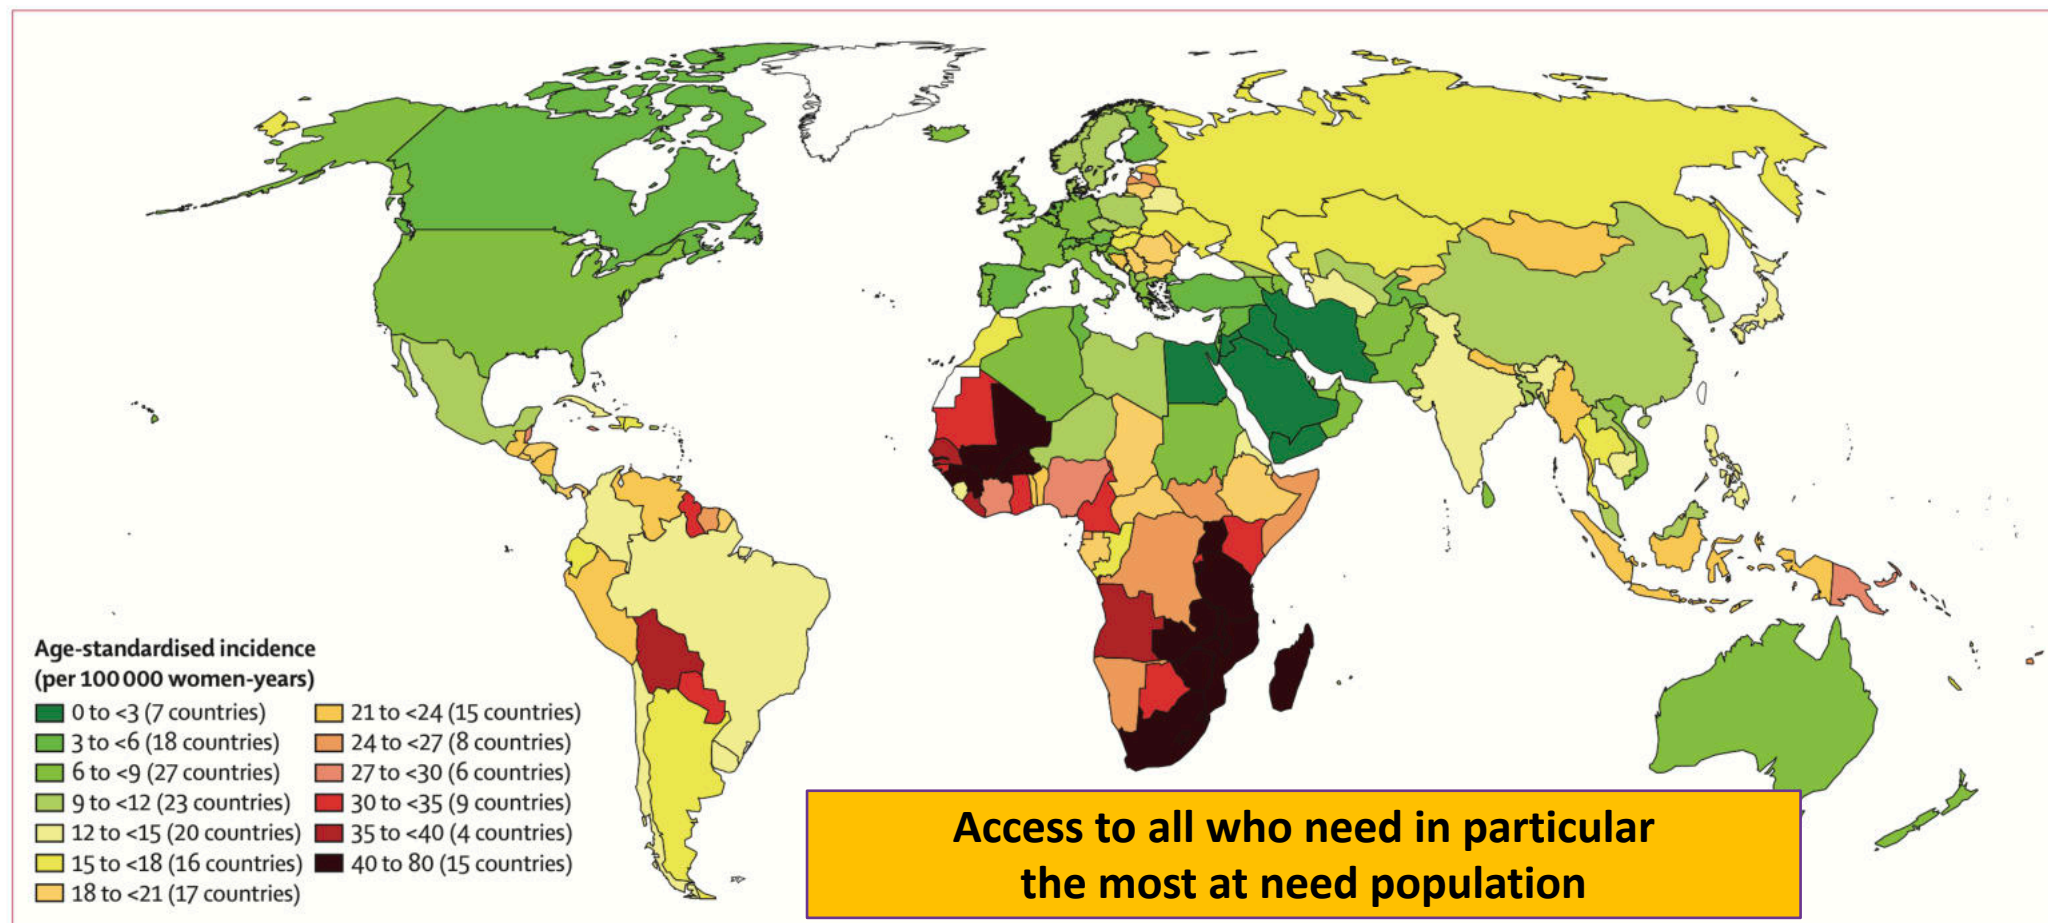 Age-standardised incidence
(per 100 000 women-years)
0 to <3 (7 countries)
3 to <6 (18 countries)
6 to <9 (27 countries)
9 to <12 (23 countries)
12 to <15 (20 countries)
15 to <18 (16 countries)
18 to <21 (17 countries)
21 to <24 (15 countries)
24 to <27 (8 countries)
27 to <30 (6 countries)
30 to <35 (9 countries)
35 to <40 (4 countries)
40 to 80 (15 countries)
Access to all who need in particular
the most at need population